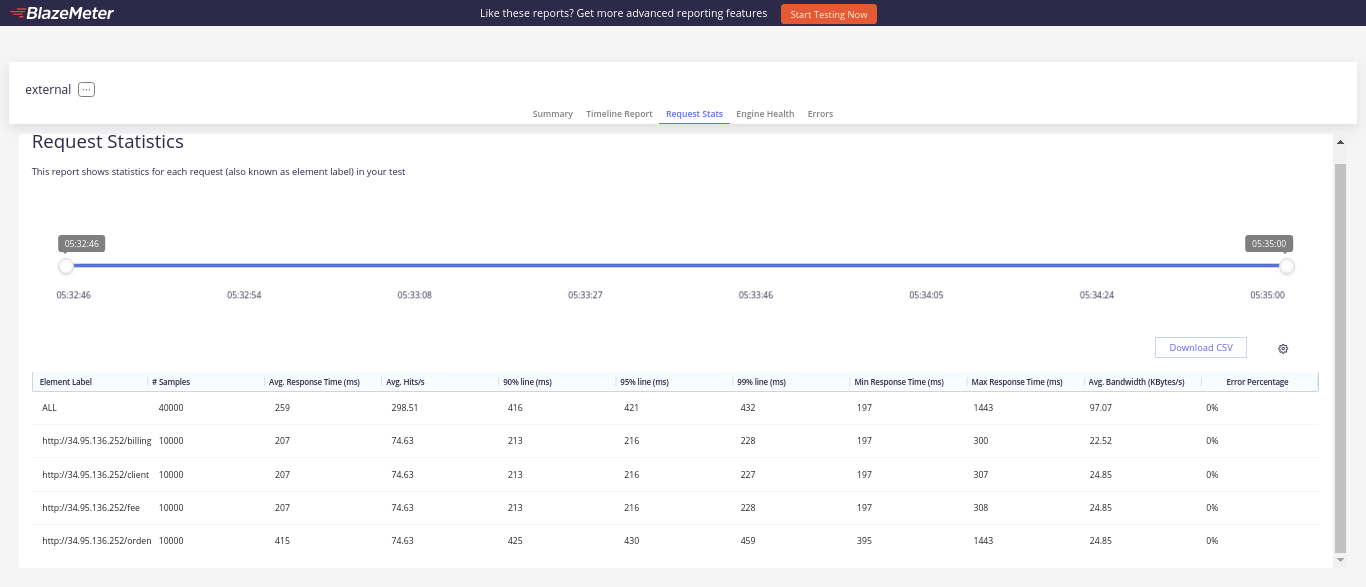 BlazeMeter Like these reports? Get more advanced reporting features Start Testing Now
external ...
Summary Timeline Report Request Stats Engine Health Errors
Request Statistics
This report shows statistics for each request (also known as element label) in your test
05:32:46 05:35:00
05:32:46 05:32:54 05:33:08 05:33:27 05:33:46 05:34:05 05:34:24 05:35:00
Download CSV
Element Label # Samples Avg. Response Time (ms) Avg. Hits/s 90% line (ms) 95% line (ms) 99% line (ms) Min Response Time (ms) Max Response Time (ms) Avg. Bandwidth (KBytes/s) Error Percentage
ALL 40000 259 298.51 416 421 432 197 1443 97.07 0%
http://34.95.136.252/billing 10000 207 74.63 213 216 228 197 300 22.52 0%
http://34.95.136.252/client 10000 207 74.63 213 216 227 197 307 24.85 0%
http://34.95.136.252/fee 10000 207 74.63 213 216 228 197 308 24.85 0%
http://34.95.136.252/orden 10000 415 74.63 425 430 459 395 1443 24.85 0%